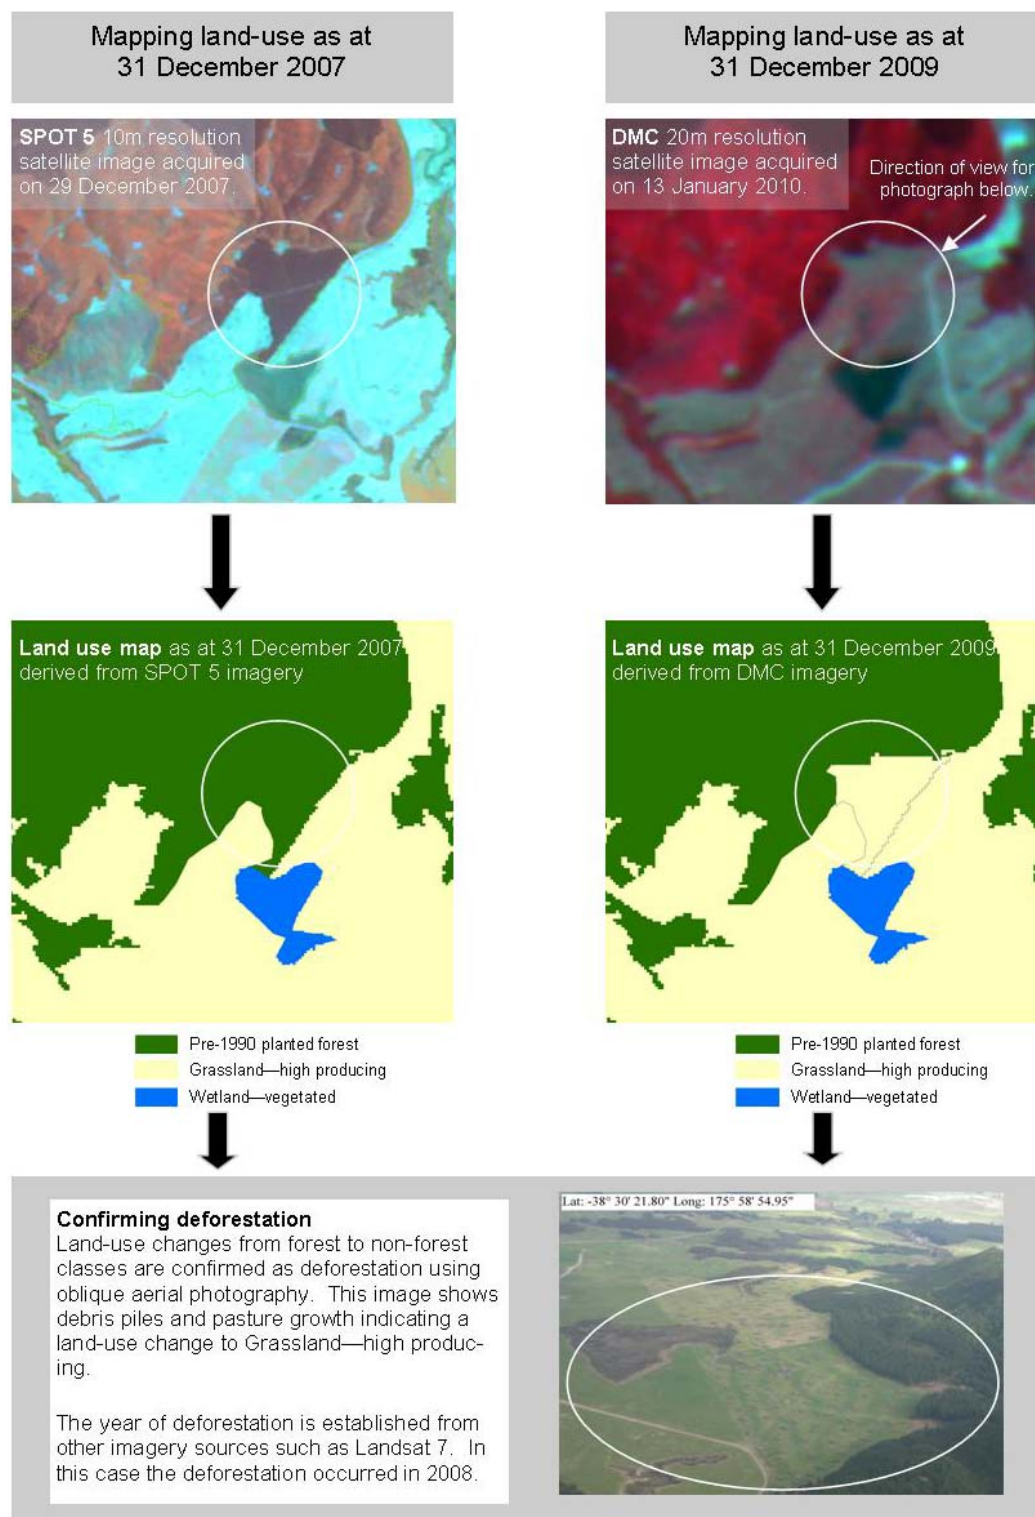 Mapping land-use as at
31 December 2007
Mapping land-use as at
31 December 2009
SPOT 5 10m resolution
satellite image acquired
on 29 December 2007.
DMC 20m resolution
satellite image acquired
on 13 January 2010.
Direction of view for
photograph below.
Land use map as at 31 December 2007
derived from SPOT 5 imagery
Land use map as at 31 December 2009
derived from DMC imagery
Pre-1990 planted forest
Grassland—high producing
Wetland—vegetated
Pre-1990 planted forest
Grassland—high producing
Wetland—vegetated
Confirming deforestation
Land-use changes from forest to non-forest
classes are confirmed as deforestation using
oblique aerial photography.  This image shows
debris piles and pasture growth indicating a
land-use change to Grassland—high produc-
ing.
The year of deforestation is established from
other imagery sources such as Landsat 7.  In
this case the deforestation occurred in 2008.
Lat: -38° 30' 21.80" Long: 175° 58' 54.95"